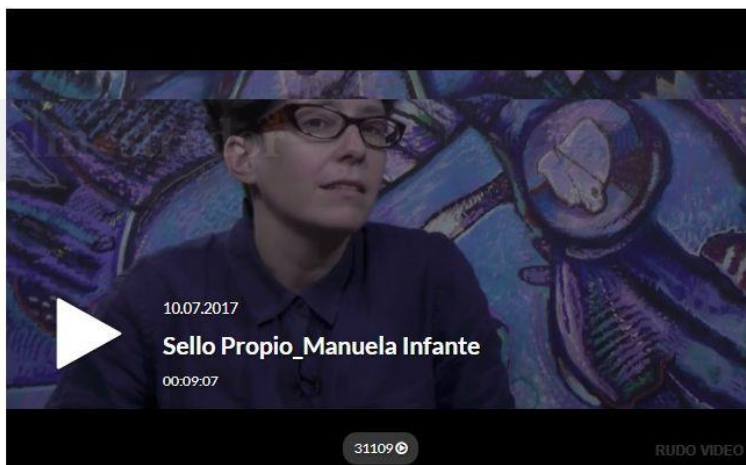 10.07.2017
Sello Propio_Manuela Infante
00:09:07
31109
RUDO VIDEO